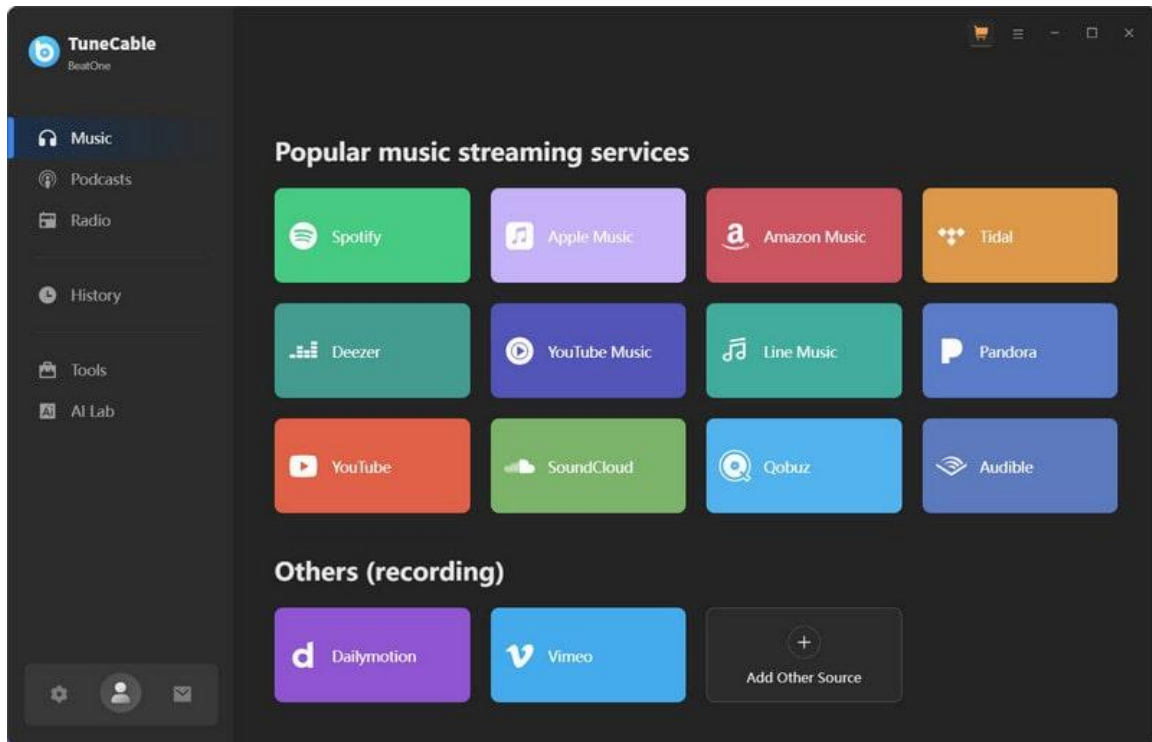 TuneCable
BeatOne
Music
Podcasts
Radio
History
Tools
AI Lab
Popular music streaming services
Spotify
Apple Music
Amazon Music
Tidal
Deezer
YouTube Music
Line Music
Pandora
YouTube
SoundCloud
Qobuz
Audible
Others (recording)
Dailymotion
Vimeo
Add Other Source